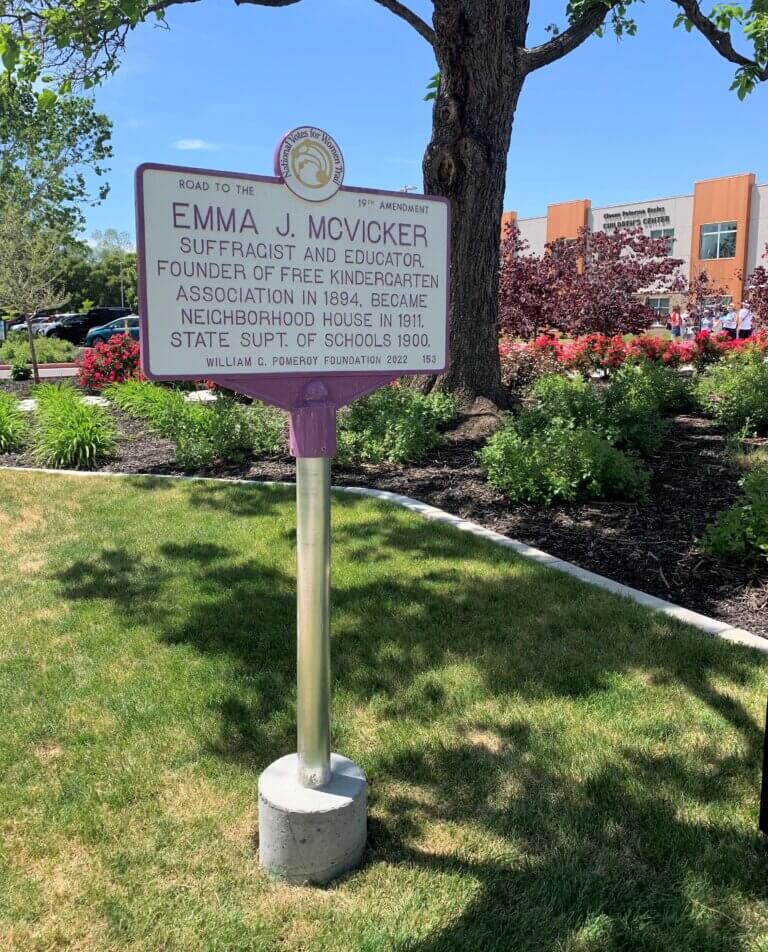 National Votes for Women Trail
ROAD TO THE 19TH AMENDMENT
EMMA J. MCVICKER
SUFFRAGIST AND EDUCATOR.
FOUNDER OF FREE KINDERGARTEN
ASSOCIATION IN 1894, BECAME
NEIGHBORHOOD HOUSE IN 1911.
STATE SUPT. OF SCHOOLS 1900.
WILLIAM G. POMEROY FOUNDATION 2022 153
CHILDREN'S CENTER